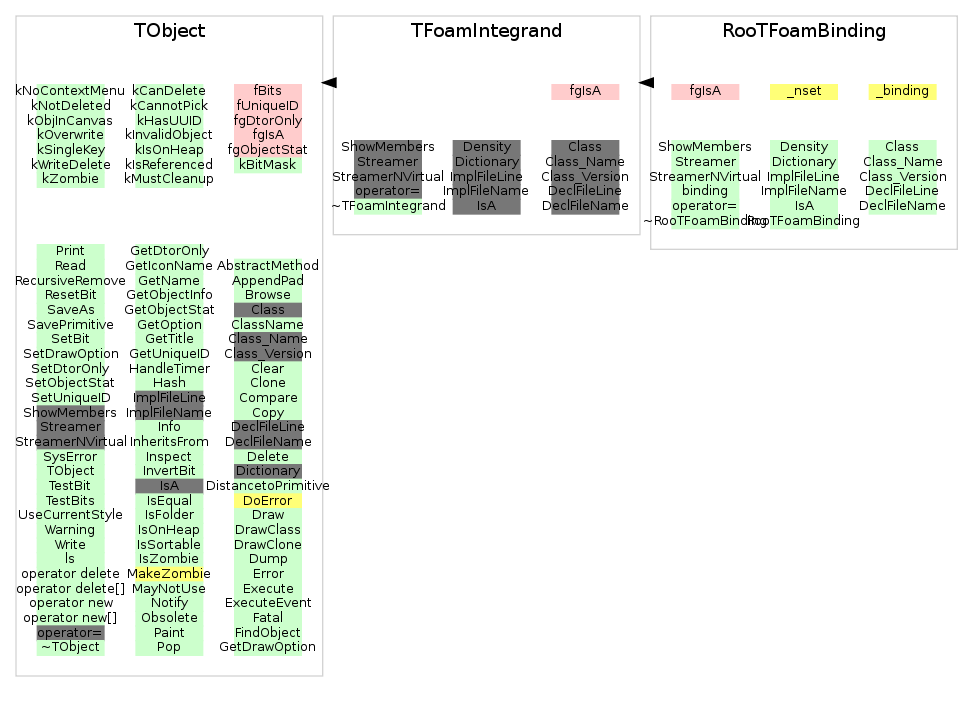 TObject
TFoamIntegrand
RooTFoamBinding
kNoContextMenu kCanDelete fBits
kNotDeleted kCannotPick fUniqueID
kObjInCanvas kHasUUID fgDtorOnly
kOverwrite kInvalidObject fgIsA
kSingleKey kIsOnHeap fgObjectStat
kWriteDelete kIsReferenced kBitMask
kZombie kMustCleanup
Print GetDtorOnly
Read GetIconName AbstractMethod
RecursiveRemove GetName AppendPad
ResetBit GetObjectInfo Browse
SaveAs GetObjectStat Class
SavePrimitive GetOption ClassName
SetBit GetTitle Class_Name
SetDrawOption GetUniqueID Class_Version
SetDtorOnly HandleTimer Clear
SetObjectStat Hash Clone
SetUniqueID ImplFileLine Compare
ShowMembers ImplFileName Copy
Streamer Info DeclFileLine
StreamerNVirtual InheritsFrom DeclFileName
SysError Inspect Delete
TObject InvertBit Dictionary
TestBit IsA DistancetoPrimitive
TestBits IsEqual DoError
UseCurrentStyle IsFolder Draw
Warning IsOnHeap DrawClass
Write IsSortable DrawClone
ls IsZombie Dump
operator delete MakeZombie Error
operator delete[] MayNotUse Execute
operator new Notify ExecuteEvent
operator new[] Obsolete Fatal
operator= Paint FindObject
~TObject Pop GetDrawOption
fgIsA
ShowMembers Density Class
Streamer Dictionary Class_Name
StreamerNVirtual ImplFileLine Class_Version
operator= ImplFileName DeclFileLine
~TFoamIntegrand IsA DeclFileName
fgIsA _nset _binding
ShowMembers Density Class
Streamer Dictionary Class_Name
StreamerNVirtual ImplFileLine Class_Version
binding ImplFileName DeclFileLine
operator= IsA DeclFileName
~RooTFoamBinding RooTFoamBinding